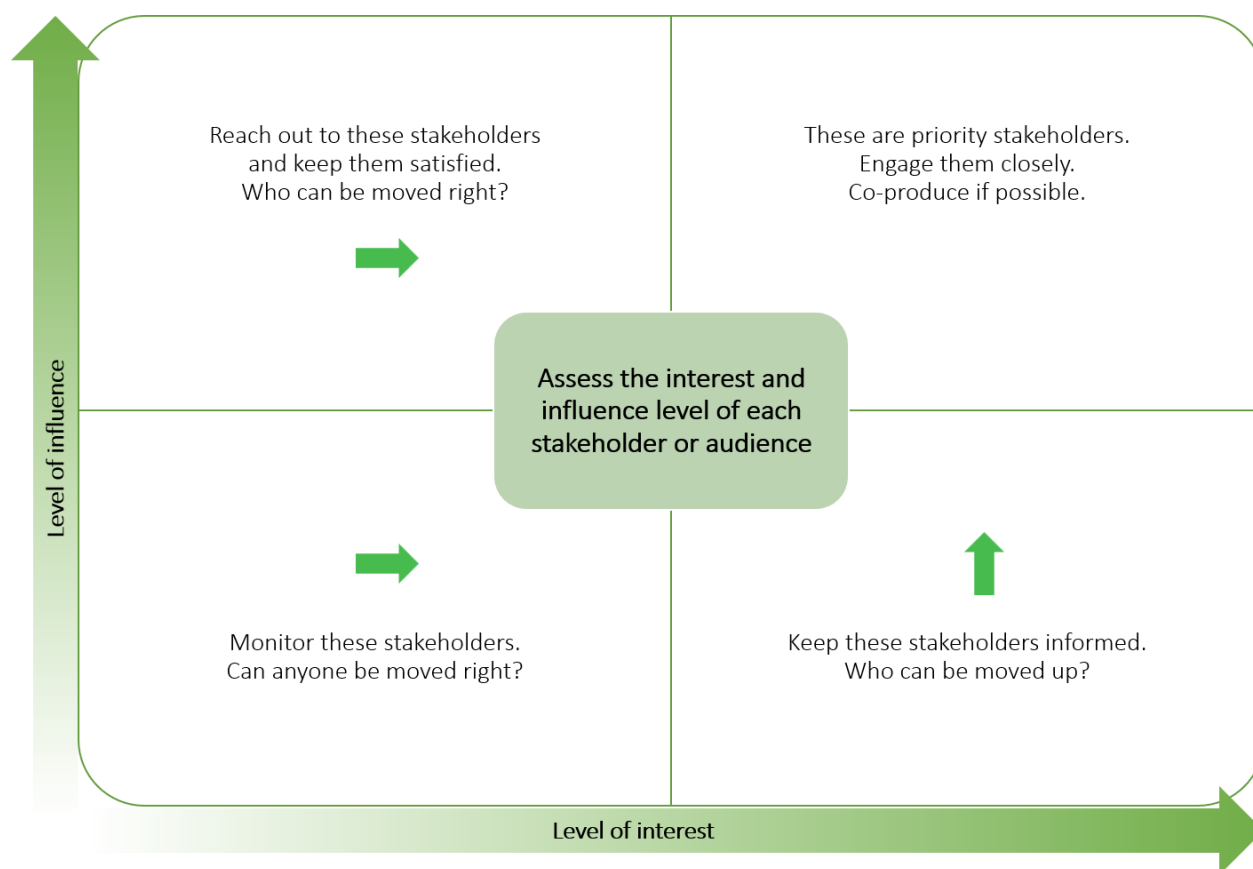 Reach out to these stakeholders
and keep them satisfied.
Who can be moved right?
These are priority stakeholders.
Engage them closely.
Co-produce if possible.
Level of influence
Assess the interest and
influence level of each
stakeholder or audience
Monitor these stakeholders.
Can anyone be moved right?
Keep these stakeholders informed.
Who can be moved up?
Level of interest